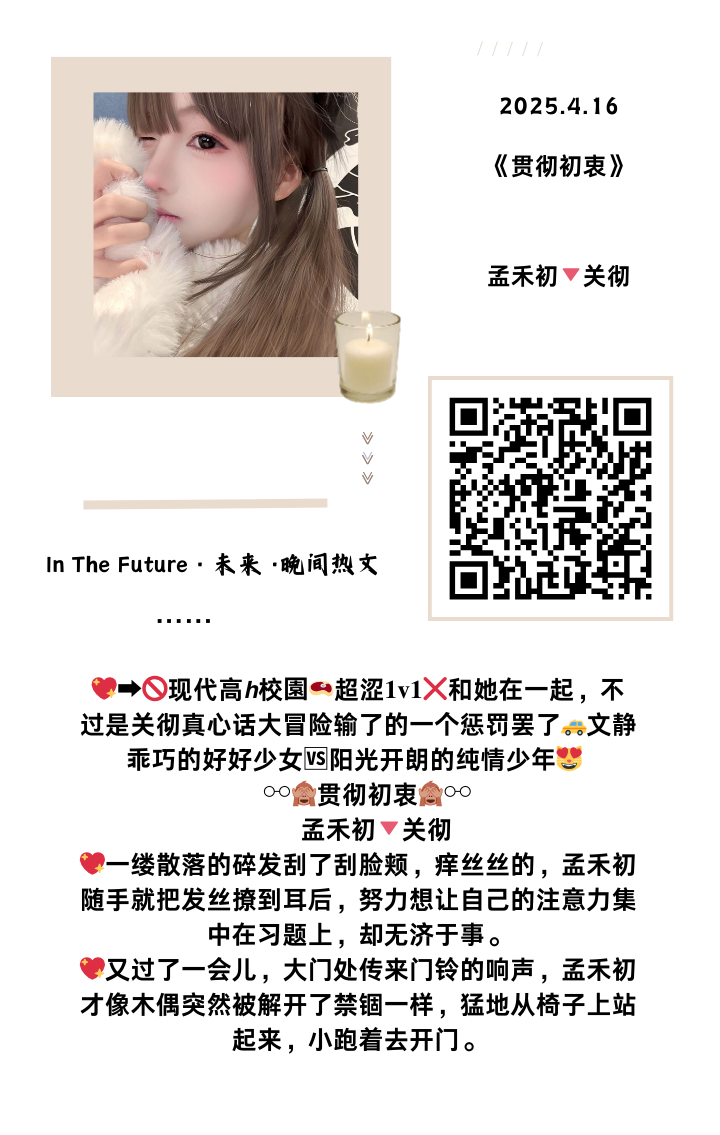 / / / / /
2025.4.16
《贯彻初衷》
孟禾初🔻关彻
In The Future · 未来 ·晚间热文
······
💖➡🚫现代高h校園🥩超涩1v1❌和她在一起，不
过是关彻真心话大冒险输了的一个惩罚罢了🚕文静
乖巧的好好少女🆚阳光开朗的纯情少年😻
○-○🙈贯彻初衷🙈○-○
孟禾初🔻关彻
💖一缕散落的碎发刮了刮脸颊，痒丝丝的，孟禾初
随手就把发丝撩到耳后，努力想让自己的注意力集
中在习题上，却无济于事。
💖又过了一会儿，大门处传来门铃的响声，孟禾初
才像木偶突然被解开了禁锢一样，猛地从椅子上站
起来，小跑着去开门。